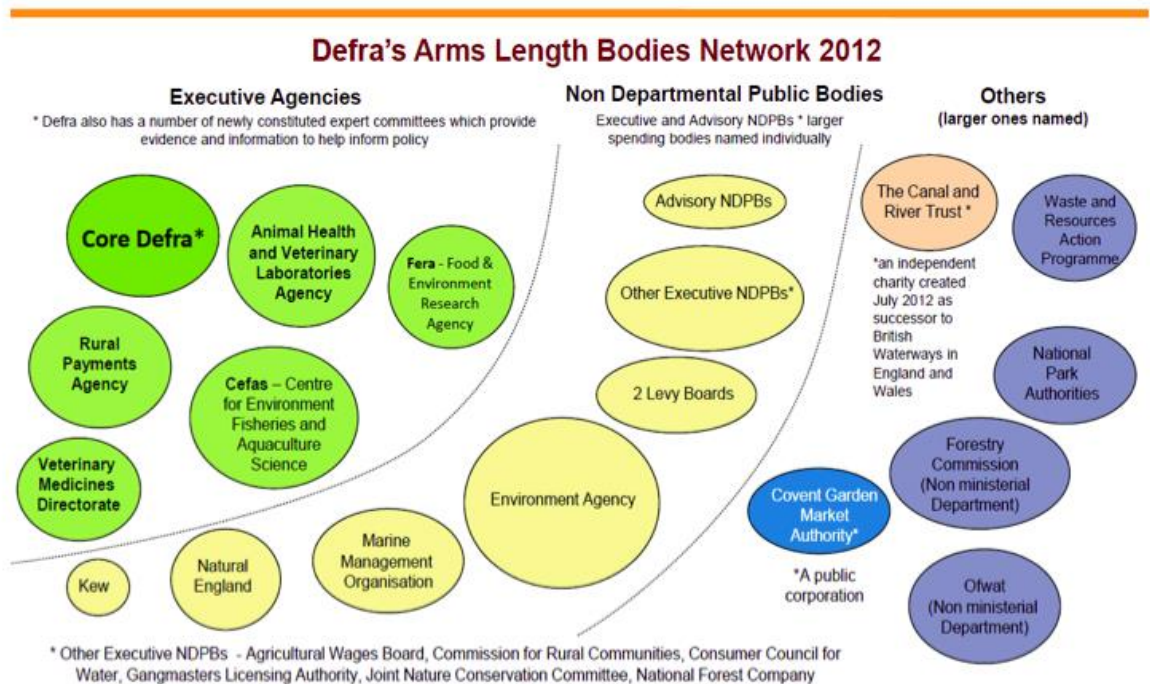 Defra's Arms Length Bodies Network 2012
Executive Agencies
* Defra also has a number of newly constituted expert committees which provide
evidence and information to help inform policy
Non Departmental Public Bodies
Executive and Advisory NDPBs * larger
spending bodies named individually
Others
(larger ones named)
Core Defra*
Animal Health
and Veterinary
Laboratories
Agency
Fera - Food &
Environment
Research
Agency
Rural
Payments
Agency
Cefas – Centre
for Environment
Fisheries and
Aquaculture
Science
Veterinary
Medicines
Directorate
Advisory NDPBs
Other Executive NDPBs*
2 Levy Boards
Environment Agency
Marine
Management
Organisation
Natural
England
Kew
The Canal and
River Trust *
*an independent
charity created
July 2012 as
successor to
British
Waterways in
England and
Wales
Waste and
Resources
Action
Programme
National
Park
Authorities
Forestry
Commission
(Non ministerial
Department)
Covent Garden
Market
Authority*
*A public
corporation
Ofwat
(Non ministerial
Department)
* Other Executive NDPBs - Agricultural Wages Board, Commission for Rural Communities, Consumer Council for
Water, Gangmasters Licensing Authority, Joint Nature Conservation Committee, National Forest Company